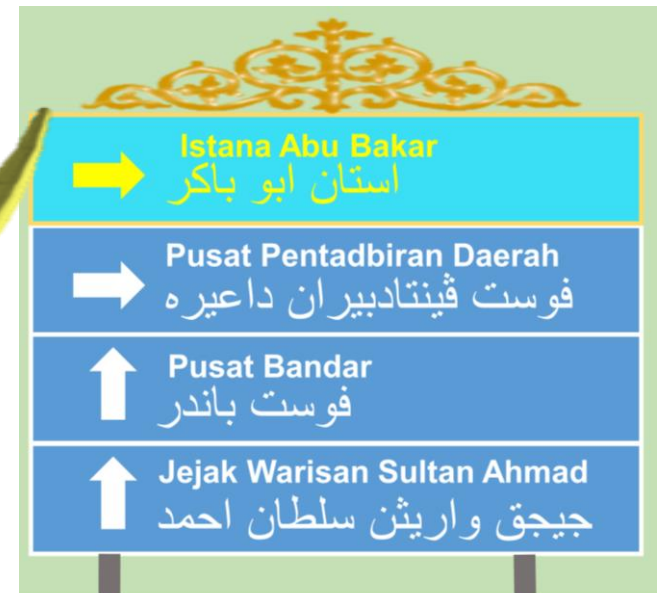 Istana Abu Bakar
استان ابو باكر
Pusat Pentadbiran Daerah
فوست ڤينتادبيران داعيره
Pusat Bandar
فوست باندر
Jejak Warisan Sultan Ahmad
جيجق واريثن سلطان احمد